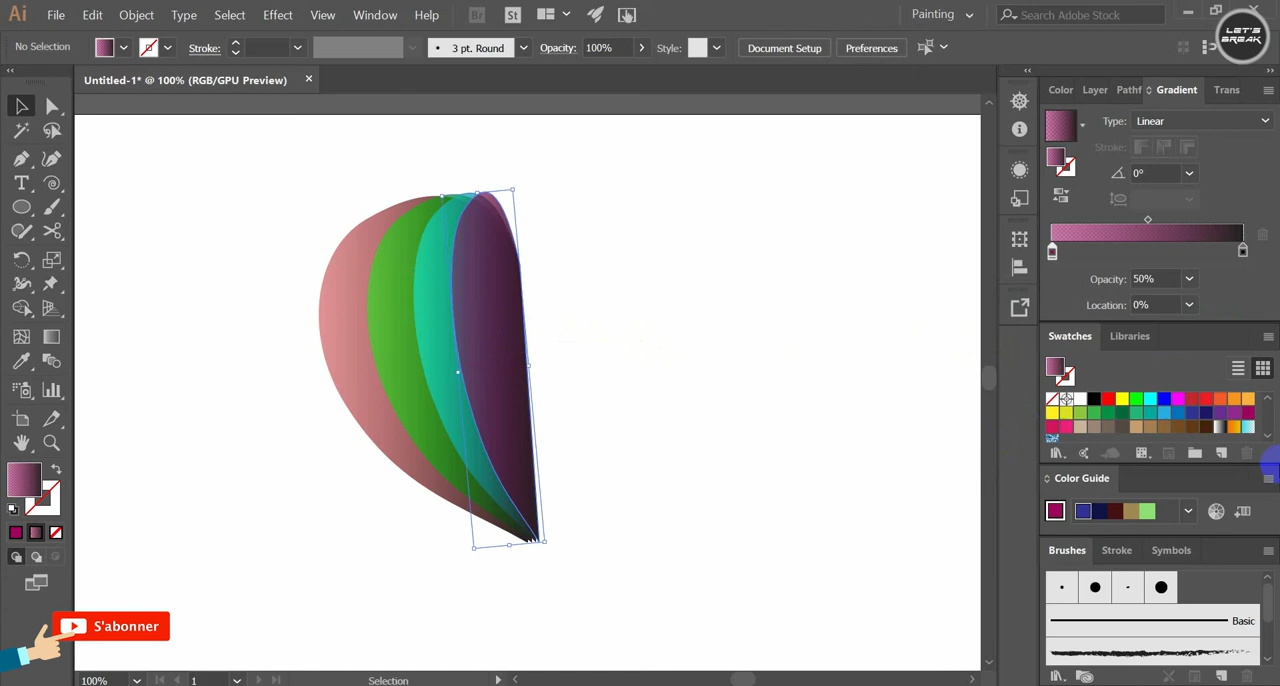 Ai File Edit Object Type Select Effect View Window Help Br St Painting Search Adobe Stock
LET'S BREAK
No Selection Stroke: 3 pt. Round Opacity: 100% Style: Document Setup Preferences
Untitled-1* @ 100% (RGB/GPU Preview)
Color Layer Pathf Gradient Trans
Type: Linear
Stroke:
0°
Opacity: 50%
Location: 0%
Swatches Libraries
Color Guide
Brushes Stroke Symbols
Basic
S'abonner
100% 1 Selection